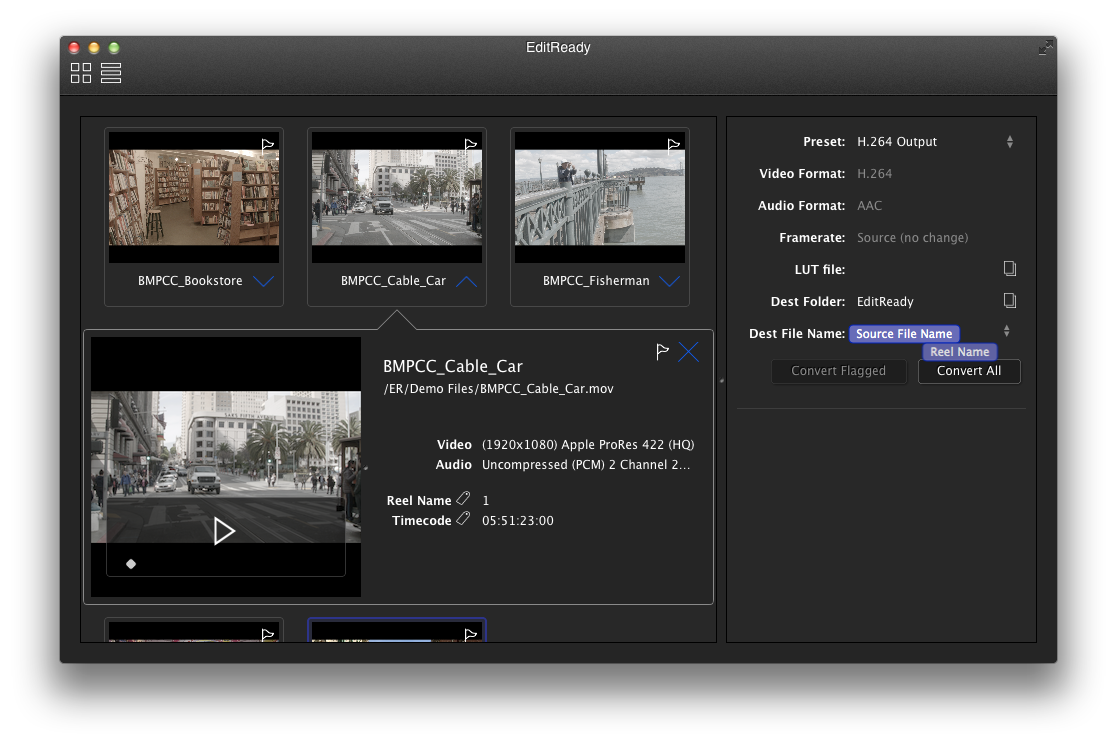 EditReady
BMPCC_Bookstore
BMPCC_Cable_Car
BMPCC_Fisherman
BMPCC_Cable_Car
/ER/Demo Files/BMPCC_Cable_Car.mov
Video (1920x1080) Apple ProRes 422 (HQ)
Audio Uncompressed (PCM) 2 Channel 2...
Reel Name 1
Timecode 05:51:23:00
Preset: H.264 Output
Video Format: H.264
Audio Format: AAC
Framerate: Source (no change)
LUT file:
Dest Folder: EditReady
Dest File Name: Source File Name
Reel Name
Convert Flagged Convert All